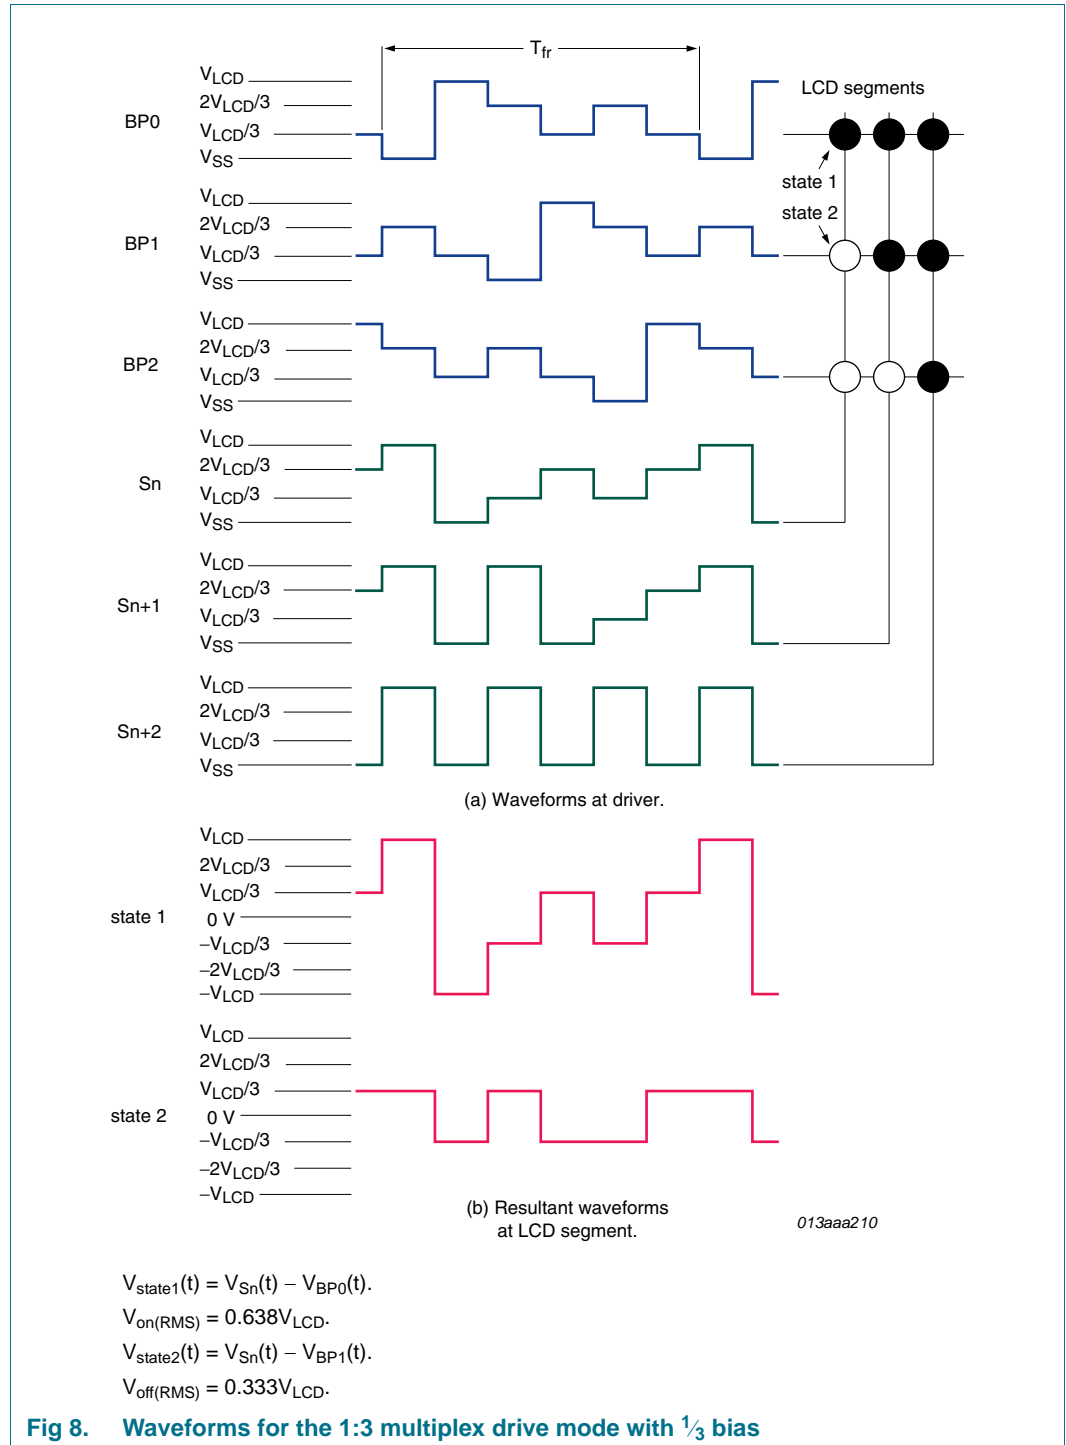 Tfr
VLCD
2VLCD/3
BP0
VLCD/3
VSS
LCD segments
state 1
state 2
VLCD
2VLCD/3
BP1
VLCD/3
VSS
VLCD
2VLCD/3
BP2
VLCD/3
VSS
VLCD
2VLCD/3
Sn
VLCD/3
VSS
VLCD
2VLCD/3
Sn+1
VLCD/3
VSS
VLCD
2VLCD/3
Sn+2
VLCD/3
VSS
(a) Waveforms at driver.
VLCD
2VLCD/3
VLCD/3
state 1
0 V
−VLCD/3
−2VLCD/3
−VLCD
VLCD
2VLCD/3
VLCD/3
state 2
0 V
−VLCD/3
−2VLCD/3
−VLCD
(b) Resultant waveforms
at LCD segment.
013aaa210
Vstate1(t) = VSn(t) − VBP0(t).
Von(RMS) = 0.638VLCD.
Vstate2(t) = VSn(t) − VBP1(t).
Voff(RMS) = 0.333VLCD.
Fig 8. Waveforms for the 1:3 multiplex drive mode with 1⁄3 bias